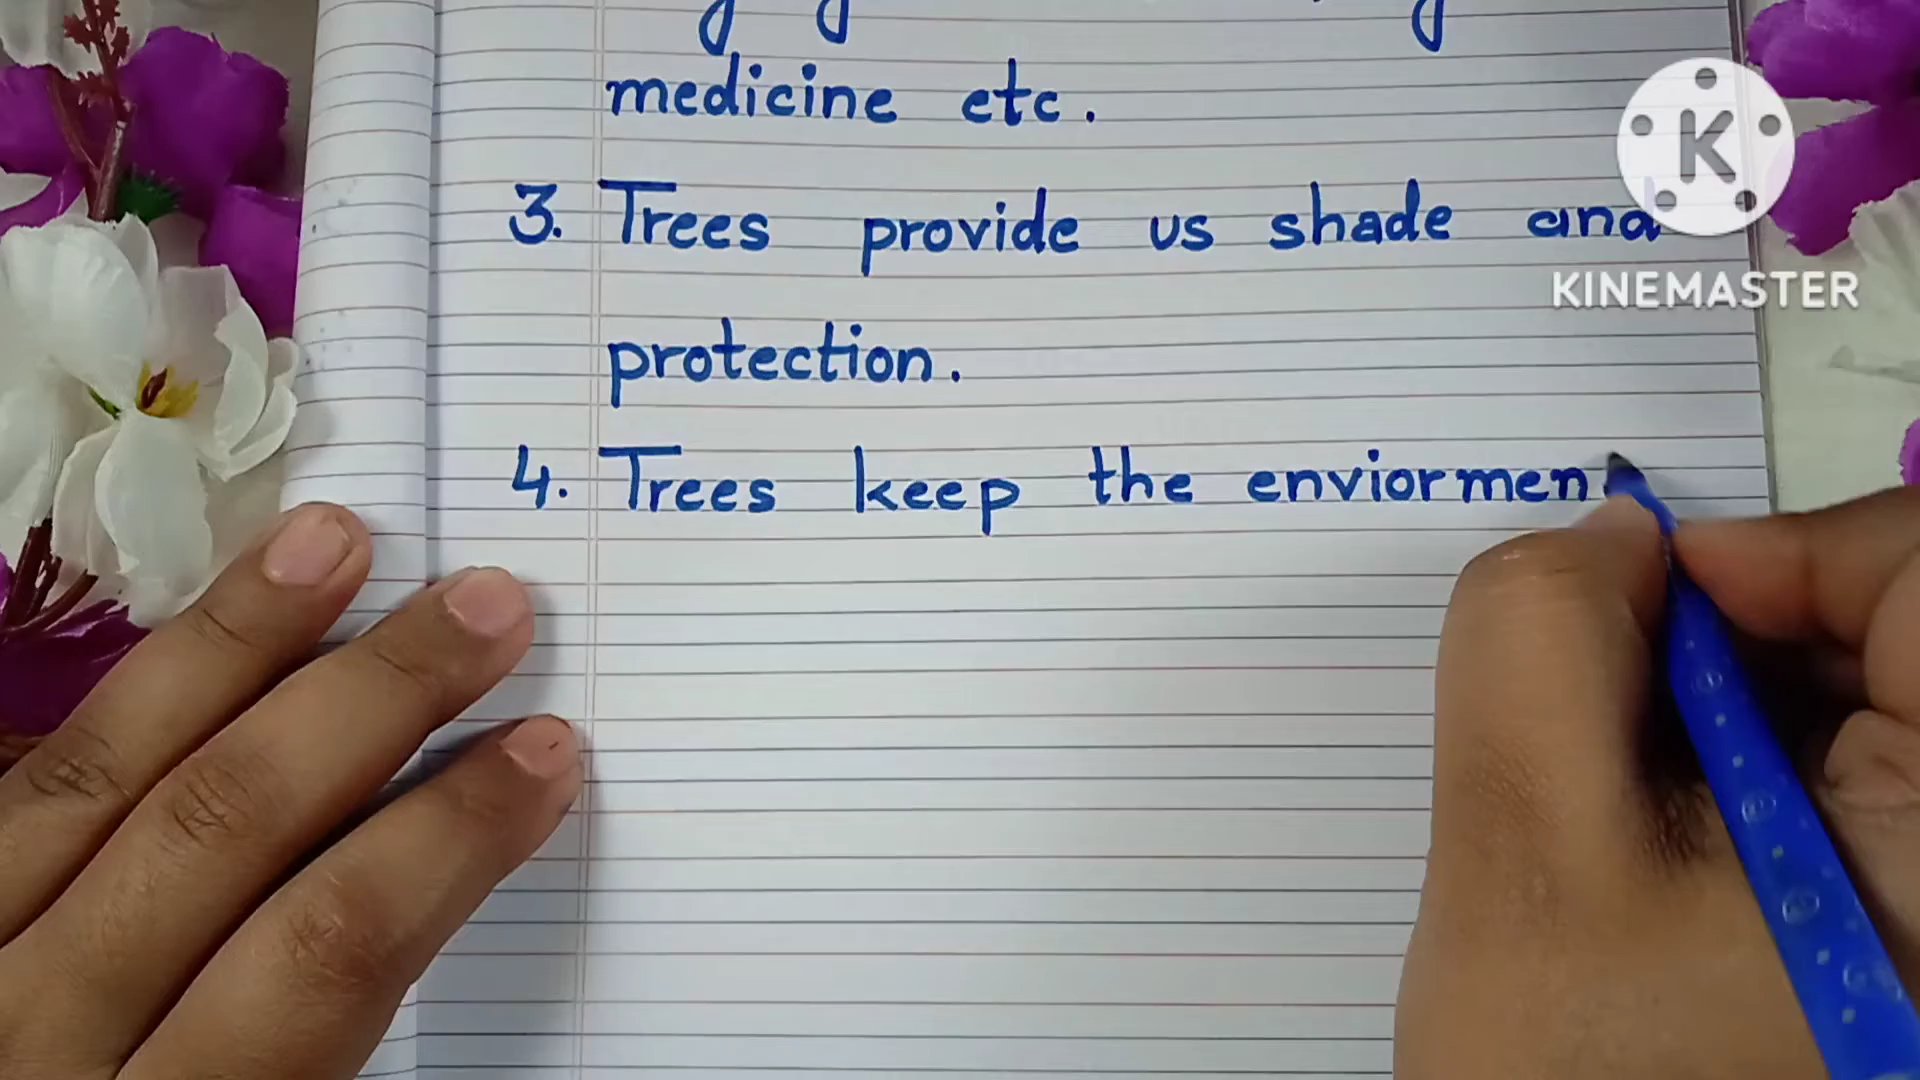 medicine etc.
3. Trees provide us shade and
protection.
4. Trees keep the enviormen
K
KINEMASTER